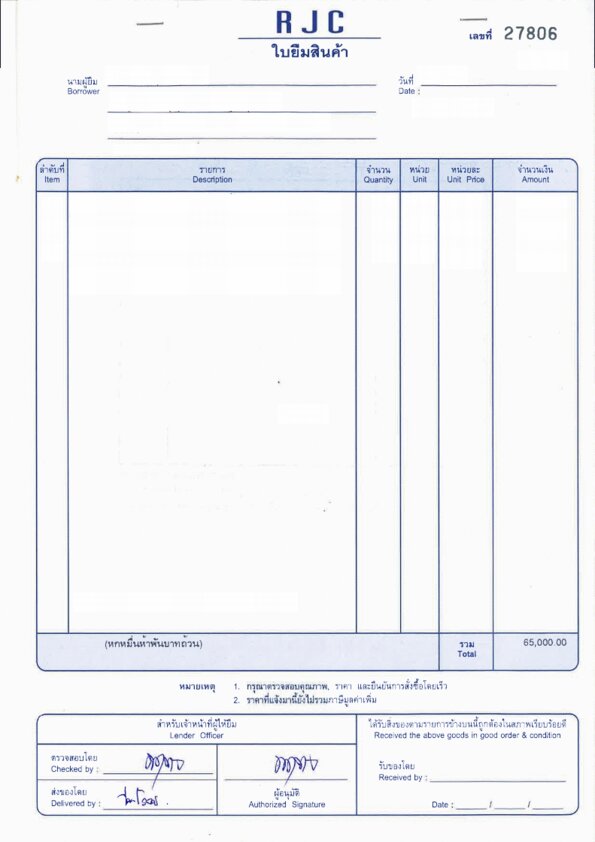 RJC
ใบยืมสินค้า
เลขที่ 27806
นามผู้ยืม
Borrower
วันที่
Date :
ลำดับที่ รายการ จำนวน หน่วย หน่วยละ จำนวนเงิน
Item Description Quantity Unit Unit Price Amount
(หกหมื่นห้าพันบาทถ้วน) รวม 65,000.00
Total
หมายเหตุ 1. กรุณาตรวจสอบคุณภาพ, ราคา และยืนยันการสั่งซื้อโดยเร็ว
2. ราคาที่แจ้งมานี้ยังไม่รวมภาษีมูลค่าเพิ่ม
สำหรับเจ้าหน้าที่ผู้ให้ยืม
Lender Officer
ได้รับสิ่งของตามรายการข้างบนนี้ถูกต้องในสภาพเรียบร้อยดี
Received the above goods in good order & condition
ตรวจสอบโดย
Checked by :
ส่งของโดย
Delivered by :
ผู้อนุมัติ
Authorized Signature
รับของโดย
Received by :
Date : / /